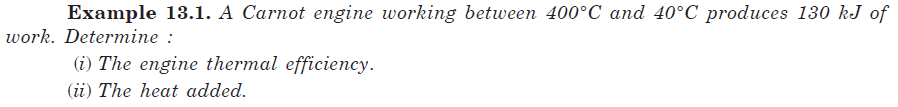 Example 13.1. A Carnot engine working between 400°C and 40°C produces 130 kJ of
work. Determine :
(i) The engine thermal efficiency.
(ii) The heat added.